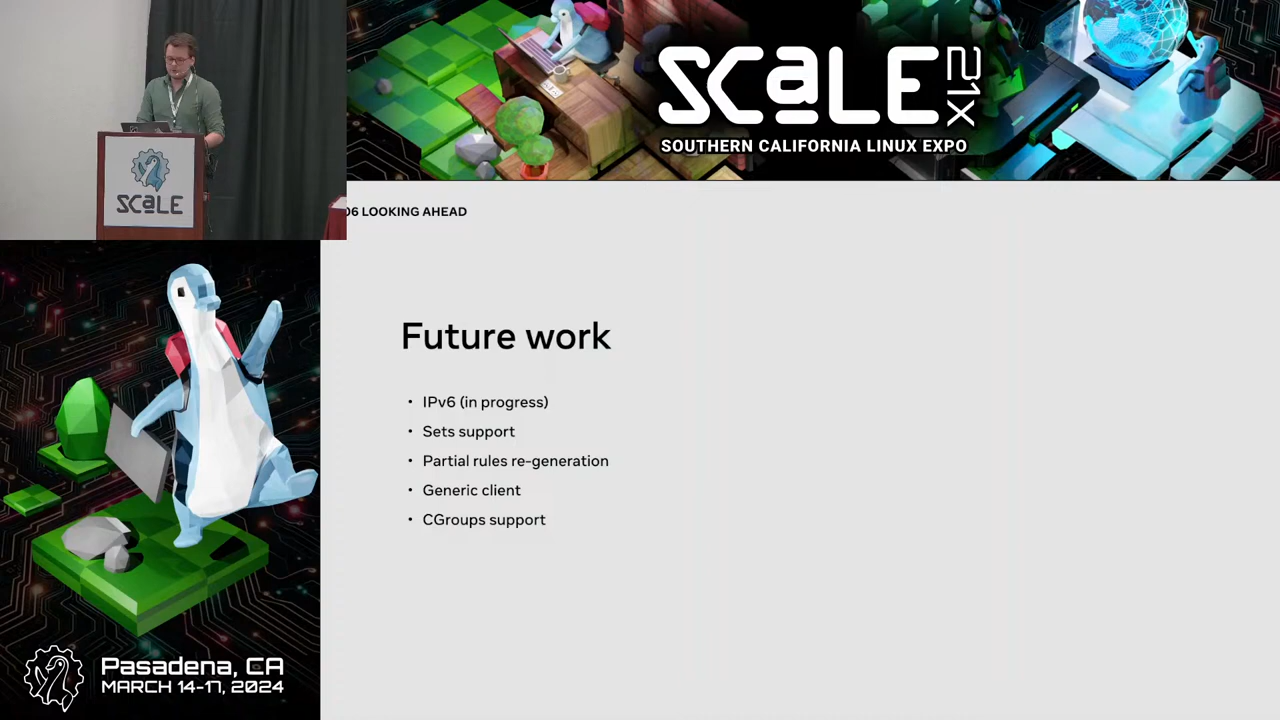 SCALE
21X
SOUTHERN CALIFORNIA LINUX EXPO
SCALE
06 LOOKING AHEAD
Future work
• IPv6 (in progress)
• Sets support
• Partial rules re-generation
• Generic client
• CGroups support
Pasadena, CA
MARCH 14-17, 2024